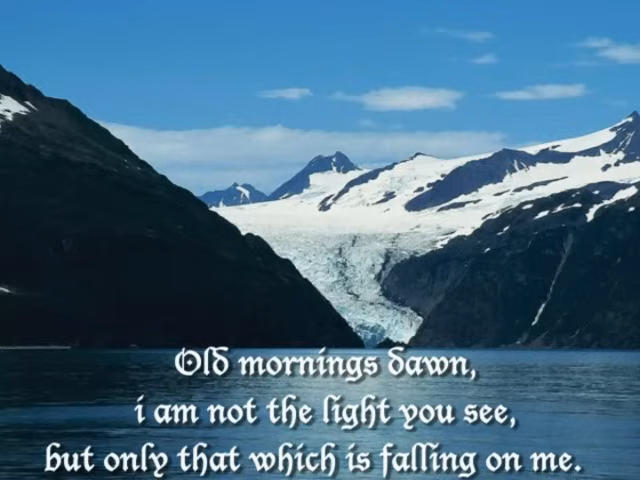 Old mornings dawn,
i am not the light you see,
but only that which is falling on me.